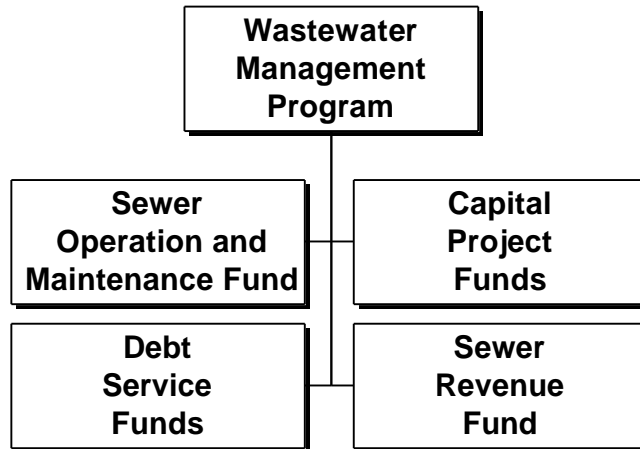 Wastewater
Management
Program
Sewer
Operation and
Maintenance Fund
Capital
Project
Funds
Debt
Service
Funds
Sewer
Revenue
Fund